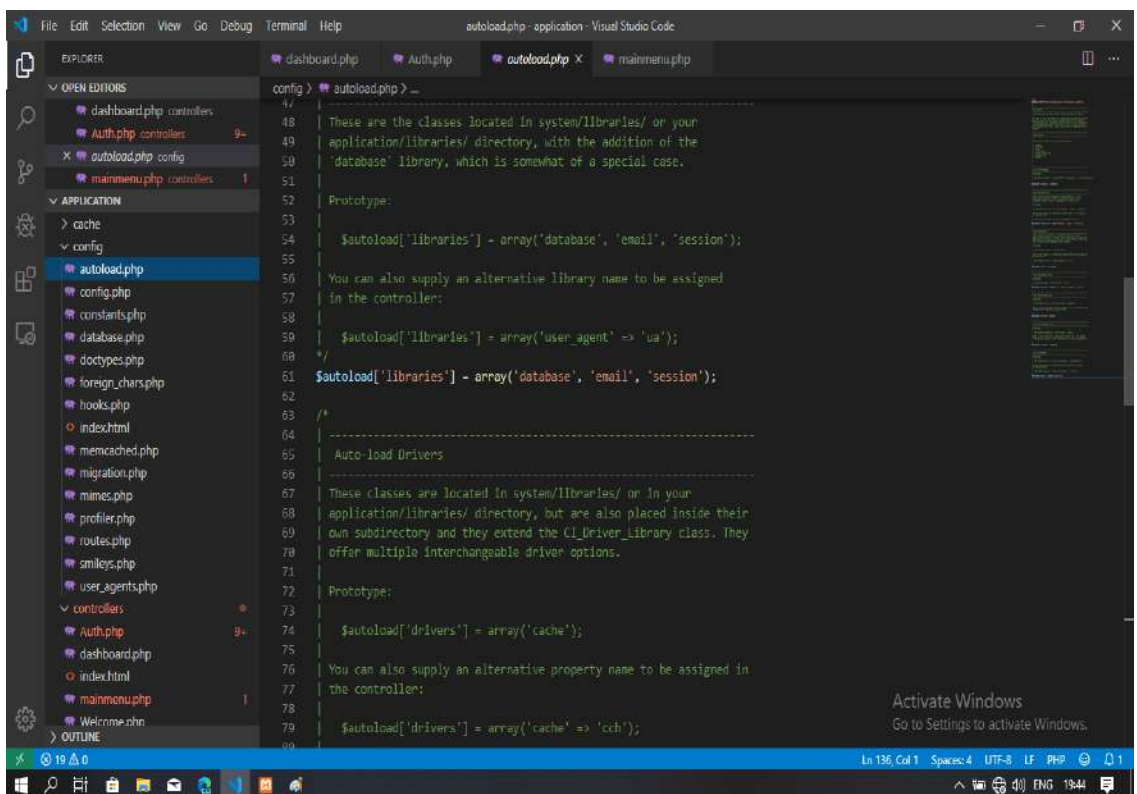 File Edit Selection View Go Debug Terminal Help autoload.php - application - Visual Studio Code
EXPLORER
OPEN EDITORS
dashboard.php controllers
Auth.php controllers 9+
autoload.php config
mainmenu.php controllers 1
APPLICATION
cache
config
autoload.php
config.php
constants.php
database.php
doctypes.php
foreign_chars.php
hooks.php
index.html
memcached.php
migration.php
mimes.php
profiler.php
routes.php
smileys.php
user_agents.php
controllers
Auth.php 9+
dashboard.php
index.html
mainmenu.php 1
Welcome.php
OUTLINE
dashboard.php Auth.php autoload.php mainmenu.php
config > autoload.php > ...
47 | -------------------------------------------------------------------
48 | These are the classes located in system/libraries/ or your
49 | application/libraries/ directory, with the addition of the
50 | 'database' library, which is somewhat of a special case.
51 |
52 | Prototype:
53 |
54 | $autoload['libraries'] = array('database', 'email', 'session');
55 |
56 | You can also supply an alternative library name to be assigned
57 | in the controller:
58 |
59 | $autoload['libraries'] = array('user_agent' => 'ua');
60 */
61 $autoload['libraries'] = array('database', 'email', 'session');
62
63 /*
64 | -------------------------------------------------------------------
65 | Auto-load Drivers
66 | -------------------------------------------------------------------
67 | These classes are located in system/libraries/ or in your
68 | application/libraries/ directory, but are also placed inside their
69 | own subdirectory and they extend the CI_Driver_Library class. They
70 | offer multiple interchangeable driver options.
71 |
72 | Prototype:
73 |
74 | $autoload['drivers'] = array('cache');
75 |
76 | You can also supply an alternative property name to be assigned in
77 | the controller:
78 |
79 | $autoload['drivers'] = array('cache' => 'cch');
80 |
Activate Windows
Go to Settings to activate Windows.
19 0 Ln 136, Col 1 Spaces: 4 UTF-8 LF PHP 1
ENG 19:44